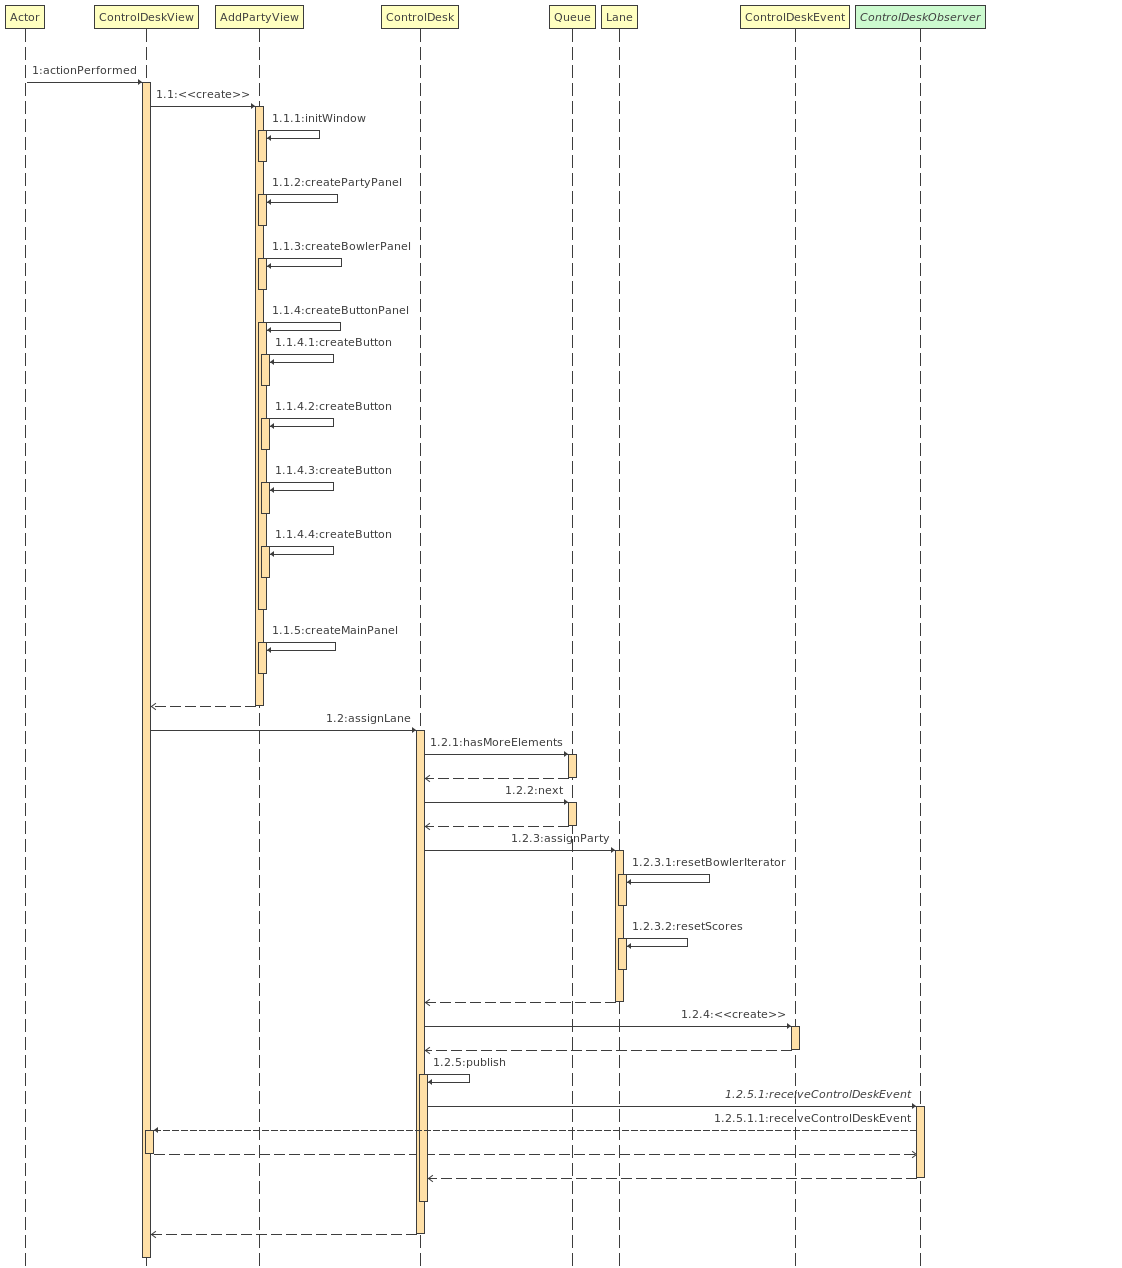 Actor
ControlDeskView
AddPartyView
ControlDesk
Queue
Lane
ControlDeskEvent
ControlDeskObserver
1:actionPerformed
1.1:<<create>>
1.1.1:initWindow
1.1.2:createPartyPanel
1.1.3:createBowlerPanel
1.1.4:createButtonPanel
1.1.4.1:createButton
1.1.4.2:createButton
1.1.4.3:createButton
1.1.4.4:createButton
1.1.5:createMainPanel
1.2:assignLane
1.2.1:hasMoreElements
1.2.2:next
1.2.3:assignParty
1.2.3.1:resetBowlerIterator
1.2.3.2:resetScores
1.2.4:<<create>>
1.2.5:publish
1.2.5.1:receiveControlDeskEvent
1.2.5.1.1:receiveControlDeskEvent